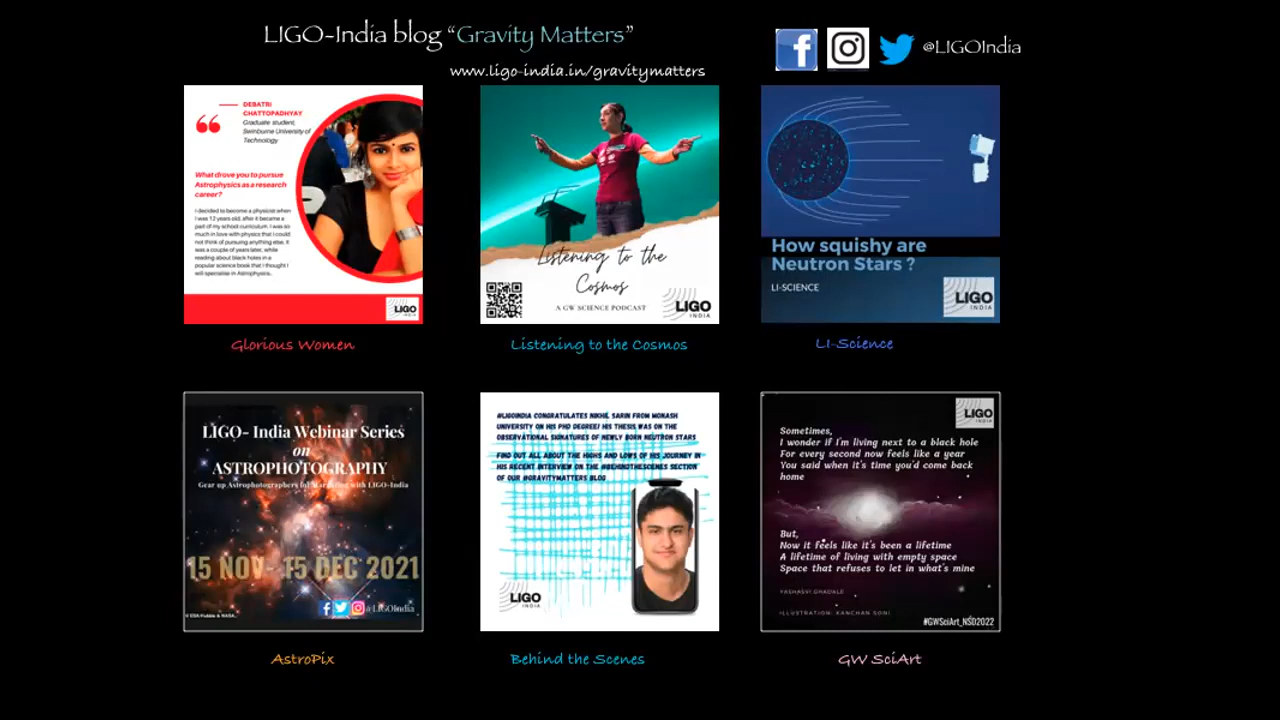 LIGO-India blog “Gravity Matters”
@LIGOIndia
www.ligo-india.in/gravitymatters
DEBATRI
CHATTOPADHYAY
Graduate student,
Swinburne University of
Technology
What drove you to pursue
Astrophysics as a research
career?
I decided to become a physicist when
I was 12 years old, after it became a
part of my school curriculum. I was so
much in love with physics that I could
not think of pursuing anything else. It
was a couple of years later, while
reading about black holes in a
popular science book that I thought I
will specialise in Astrophysics.
LIGO
INDIA
Glorious Women
Listening to the
Cosmos
A GW SCIENCE PODCAST
LIGO
INDIA
Listening to the Cosmos
How squishy are
Neutron Stars ?
LI-SCIENCE
LIGO
INDIA
LI-Science
LIGO- India Webinar Series
on
ASTROPHOTOGRAPHY
Gear up Astrophotographers for with LIGO-India
15 NOV- 15 DEC 2021
@LIGOIndia
© ESA/Hubble & NASA
AstroPix
#LIGOINDIA CONGRATULATES NIKHIL SARIN FROM MONASH
UNIVERSITY ON HIS PHD DEGREE! HIS THESIS WAS ON THE
OBSERVATIONAL SIGNATURES OF NEWLY BORN NEUTRON STARS
FIND OUT ALL ABOUT THE HIGHS AND LOWS OF HIS JOURNEY IN
HIS RECENT INTERVIEW ON THE #BEHINDTHESCENES SECTION
OF OUR #GRAVITYMATTERS BLOG
LIGO
INDIA
Behind the Scenes
LIGO
INDIA
Sometimes,
I wonder if I'm living next to a black hole
For every second now feels like a year
You said when it's time you'd come back
home
But,
Now it feels like it's been a lifetime
A lifetime of living with empty space
Space that refuses to let in what's mine
YASHASVI GHADALE
ILLUSTRATION: KANCHAN SONI
#GWSciArt_NSD2022
GW SciArt